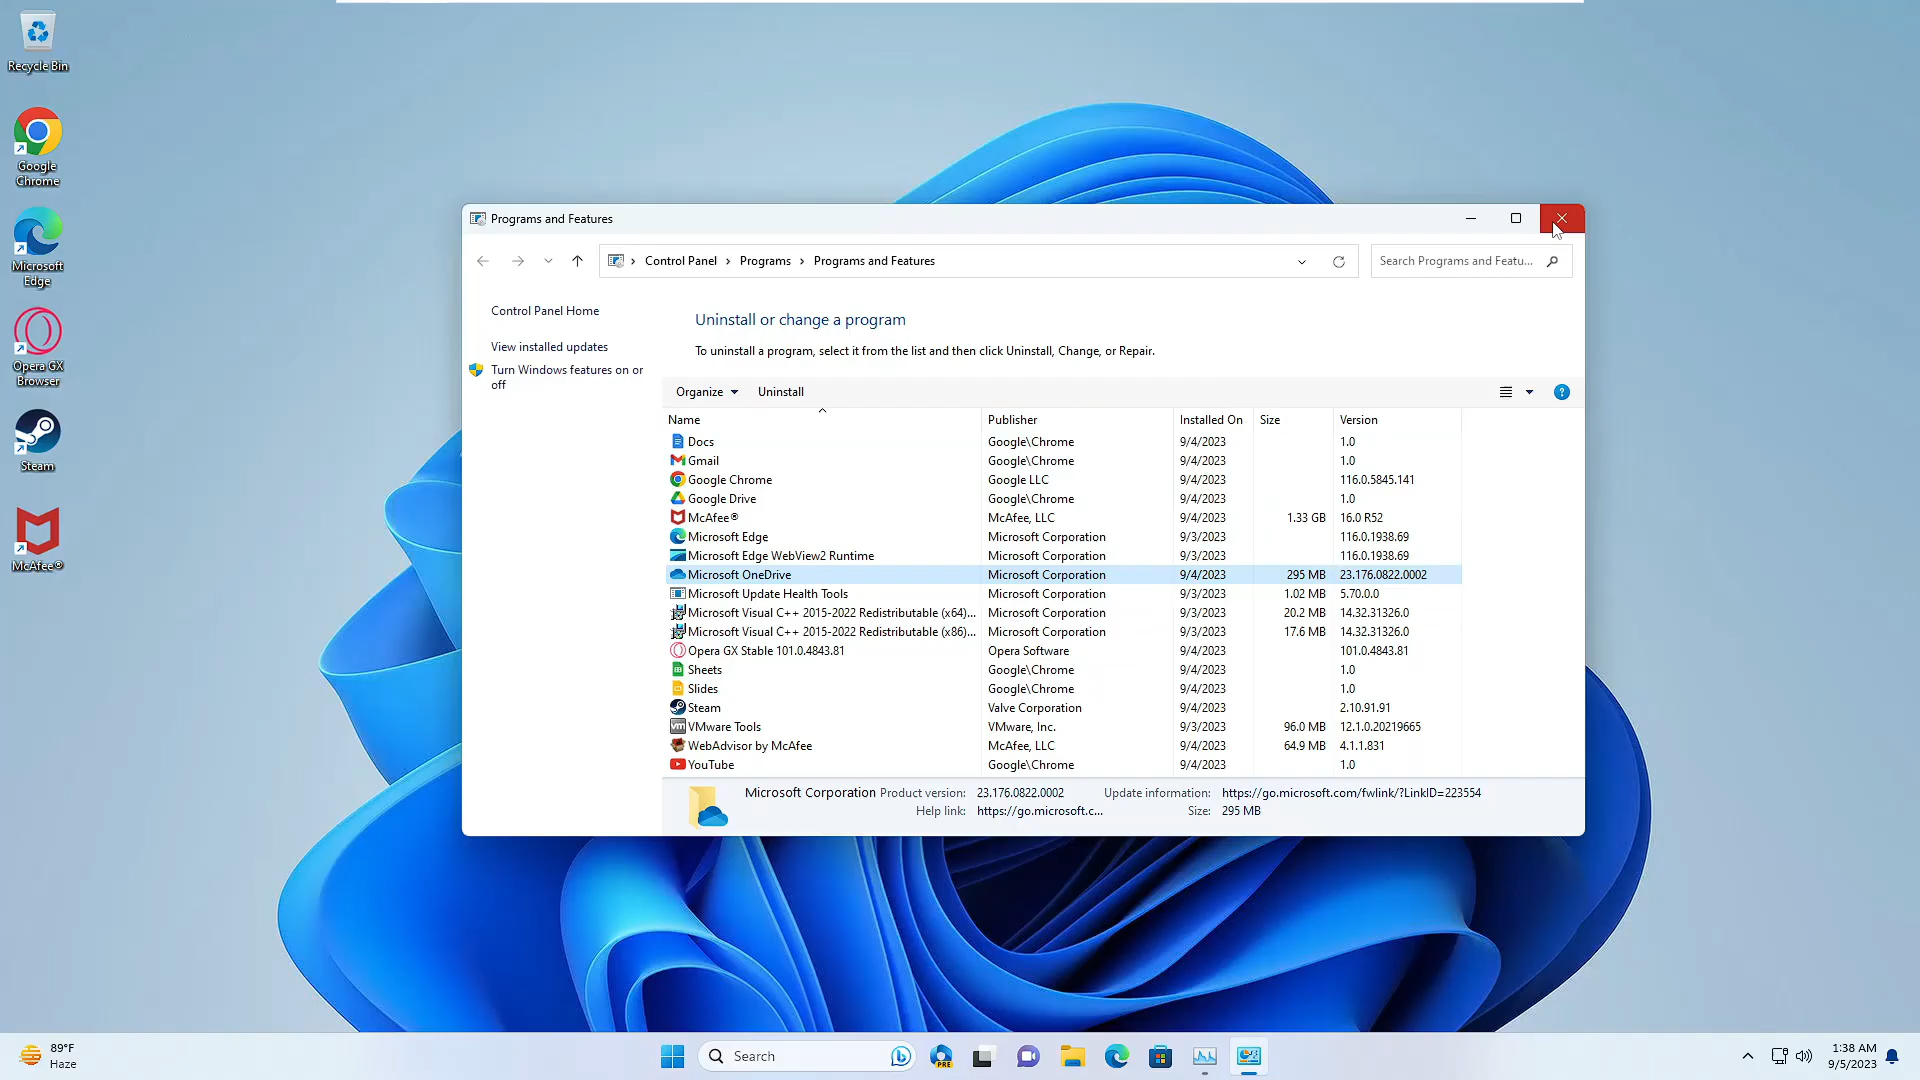 Recycle Bin
Google
Chrome
Microsoft
Edge
Opera GX
Browser
Steam
McAfee®
Programs and Features
Control Panel > Programs > Programs and Features
Search Programs and Featu...
Control Panel Home
View installed updates
Turn Windows features on or
off
Uninstall or change a program
To uninstall a program, select it from the list and then click Uninstall, Change, or Repair.
Organize Uninstall
Name Publisher Installed On Size Version
Docs Google\Chrome 9/4/2023 1.0
Gmail Google\Chrome 9/4/2023 1.0
Google Chrome Google LLC 9/4/2023 116.0.5845.141
Google Drive Google\Chrome 9/4/2023 1.0
McAfee® McAfee, LLC 9/4/2023 1.33 GB 16.0 R52
Microsoft Edge Microsoft Corporation 9/3/2023 116.0.1938.69
Microsoft Edge WebView2 Runtime Microsoft Corporation 9/3/2023 116.0.1938.69
Microsoft OneDrive Microsoft Corporation 9/4/2023 295 MB 23.176.0822.0002
Microsoft Update Health Tools Microsoft Corporation 9/3/2023 1.02 MB 5.70.0.0
Microsoft Visual C++ 2015-2022 Redistributable (x64)... Microsoft Corporation 9/3/2023 20.2 MB 14.32.31326.0
Microsoft Visual C++ 2015-2022 Redistributable (x86)... Microsoft Corporation 9/3/2023 17.6 MB 14.32.31326.0
Opera GX Stable 101.0.4843.81 Opera Software 9/4/2023 101.0.4843.81
Sheets Google\Chrome 9/4/2023 1.0
Slides Google\Chrome 9/4/2023 1.0
Steam Valve Corporation 9/4/2023 2.10.91.91
VMware Tools VMware, Inc. 9/3/2023 96.0 MB 12.1.0.20219665
WebAdvisor by McAfee McAfee, LLC 9/4/2023 64.9 MB 4.1.1.831
YouTube Google\Chrome 9/4/2023 1.0
Microsoft Corporation Product version: 23.176.0822.0002 Update information: https://go.microsoft.com/fwlink/?LinkID=223554
Help link: https://go.microsoft.c... Size: 295 MB
89°F
Haze
Search
PRE
1:38 AM
9/5/2023